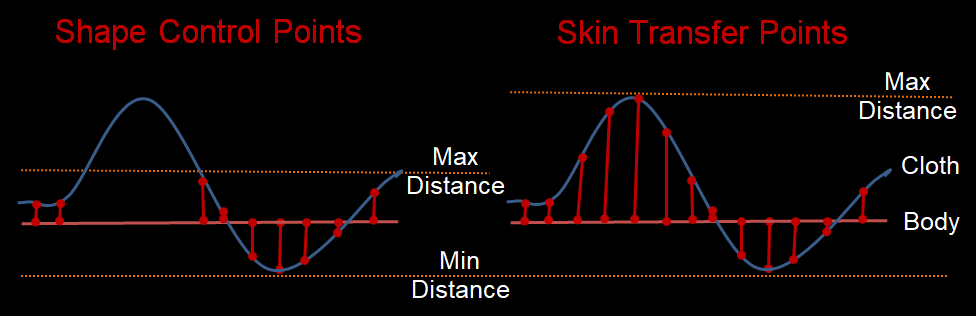 Shape Control Points
Skin Transfer Points
Max
Distance
Max
Distance
Cloth
Body
Min
Distance